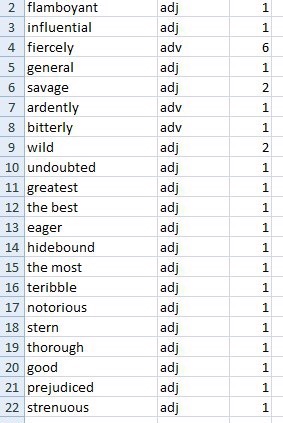 2 flamboyant adj 1
3 influential adj 1
4 fiercely adv 6
5 general adj 1
6 savage adj 2
7 ardently adv 1
8 bitterly adv 1
9 wild adj 2
10 undoubted adj 1
11 greatest adj 1
12 the best adj 1
13 eager adj 1
14 hidebound adj 1
15 the most adj 1
16 teribble adj 1
17 notorious adj 1
18 stern adj 1
19 thorough adj 1
20 good adj 1
21 prejudiced adj 1
22 strenuous adj 1